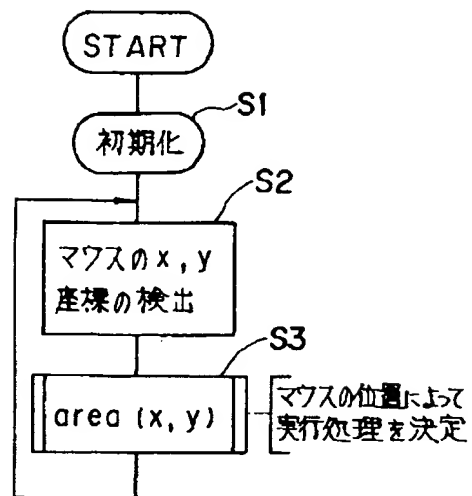 START
S1
初期化
S2
マウスのx,y
座標の検出
S3
area (x, y)
マウスの位置によって
実行処理を決定